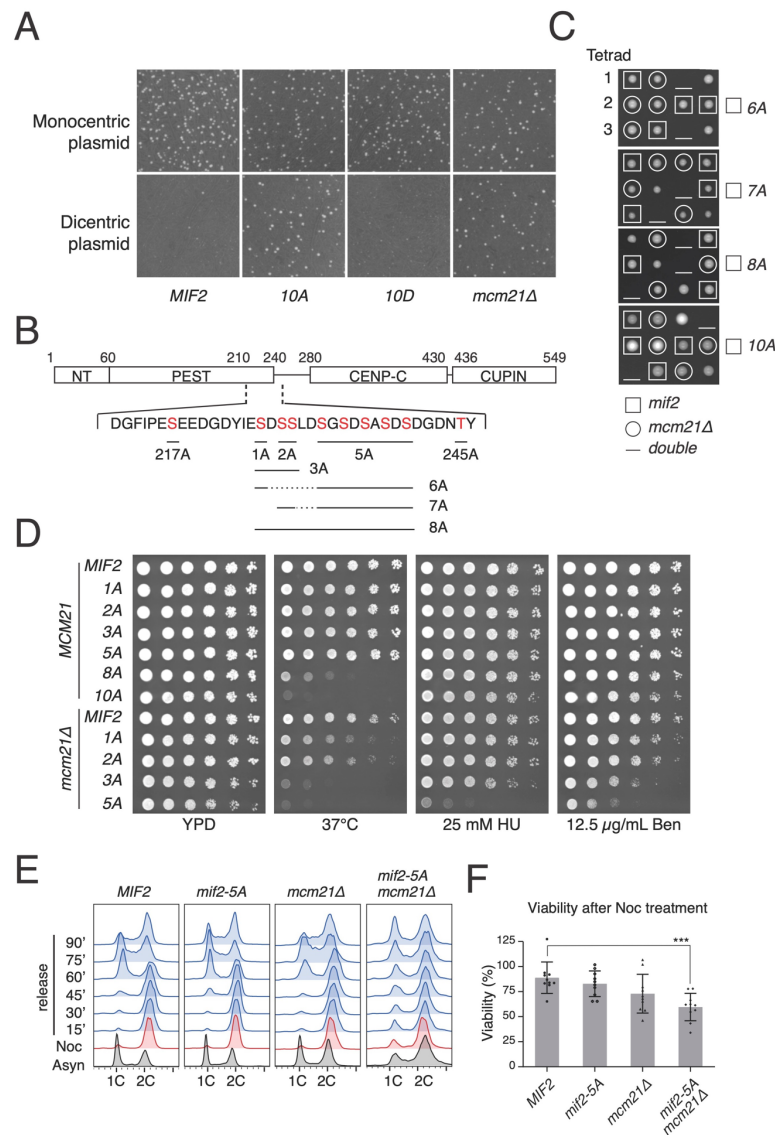 A
Monocentric
plasmid
Dicentric
plasmid
MIF2 10A 10D mcm21Δ
B
1 60 210 240 280 430 436 549
NT PEST CENP-C CUPIN
DGFIPESEEDGDYIESDSSLDSGSDSASDSDGDNTY
217A 1A 2A 5A 245A
3A
6A
7A
8A
C
Tetrad
1
2
3
6A
7A
8A
10A
mif2
mcm21Δ
double
D
MCM21
MIF2
1A
2A
3A
5A
8A
10A
mcm21Δ
MIF2
1A
2A
3A
5A
YPD 37°C 25 mM HU 12.5 µg/mL Ben
E
MIF2 mif2-5A mcm21Δ mif2-5A
mcm21Δ
release
90'
75'
60'
45'
30'
15'
Noc
Asyn
1C 2C 1C 2C 1C 2C 1C 2C
F
Viability after Noc treatment
***
Viability (%)
125
100
75
50
25
0
MIF2 mif2-5A mcm21Δ mif2-5A
mcm21Δ